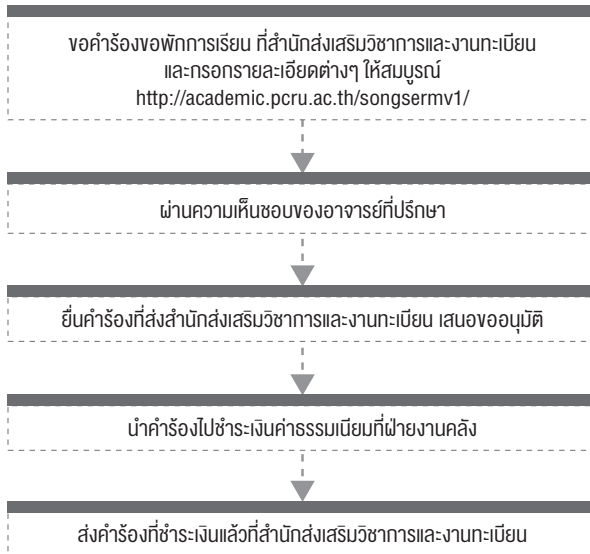 ขอคำร้องขอพักการเรียน ที่สำนักส่งเสริมวิชาการและงานทะเบียน
และกรอกรายละเอียดต่างๆ ให้สมบูรณ์
http://academic.pcru.ac.th/songsermv1/
ผ่านความเห็นชอบของอาจารย์ที่ปรึกษา
ยื่นคำร้องที่ส่งสำนักส่งเสริมวิชาการและงานทะเบียน เสนอขออนุมัติ
นำคำร้องไปชำระเงินค่าธรรมเนียมที่ฝ่ายงานคลัง
ส่งคำร้องที่ชำระเงินแล้วที่สำนักส่งเสริมวิชาการและงานทะเบียน